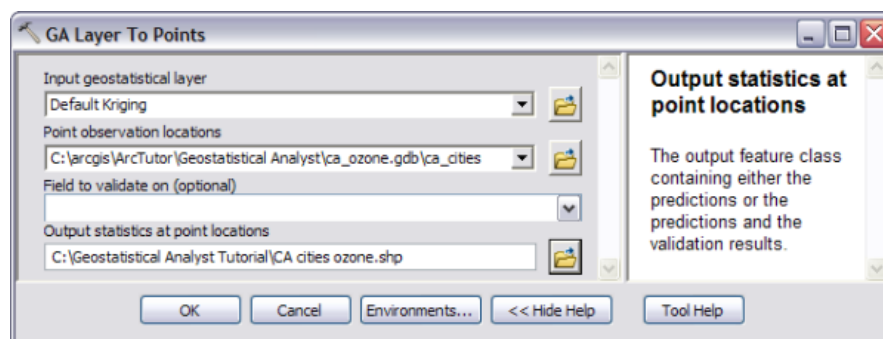 GA Layer To Points
Input geostatistical layer
Default Kriging
Point observation locations
C:\arcgis\ArcTutor\Geostatistical Analyst\ca_ozone.gdb\ca_cities
Field to validate on (optional)
Output statistics at point locations
C:\Geostatistical Analyst Tutorial\CA cities ozone.shp
Output statistics at
point locations
The output feature class
containing either the
predictions or the
predictions and the
validation results.
OK Cancel Environments... << Hide Help Tool Help